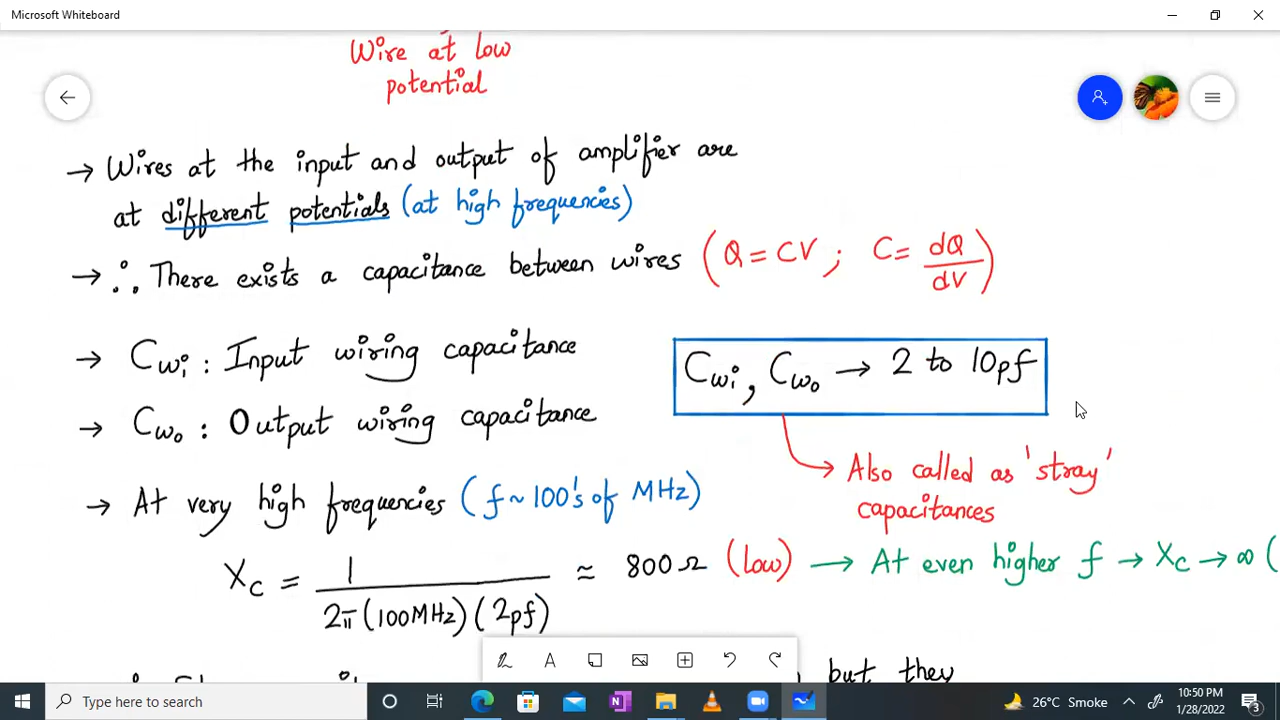 Microsoft Whiteboard
Wire at low
potential
→ Wires at the input and output of amplifier are
at different potentials (at high frequencies)
→ ∴ There exists a capacitance between wires (Q = CV ; C = dQ/dV)
→ Cwi : Input wiring capacitance
Cwi, Cwo → 2 to 10pf
→ Cwo : Output wiring capacitance
Also called as 'stray'
capacitances
→ At very high frequencies (f ~ 100's of MHz)
Xc = 1 / 2π (100MHz) (2pf) ≈ 800 Ω (low) → At even higher f → Xc → ∞ (
but they
Type here to search
26°C Smoke
10:50 PM
1/28/2022
3